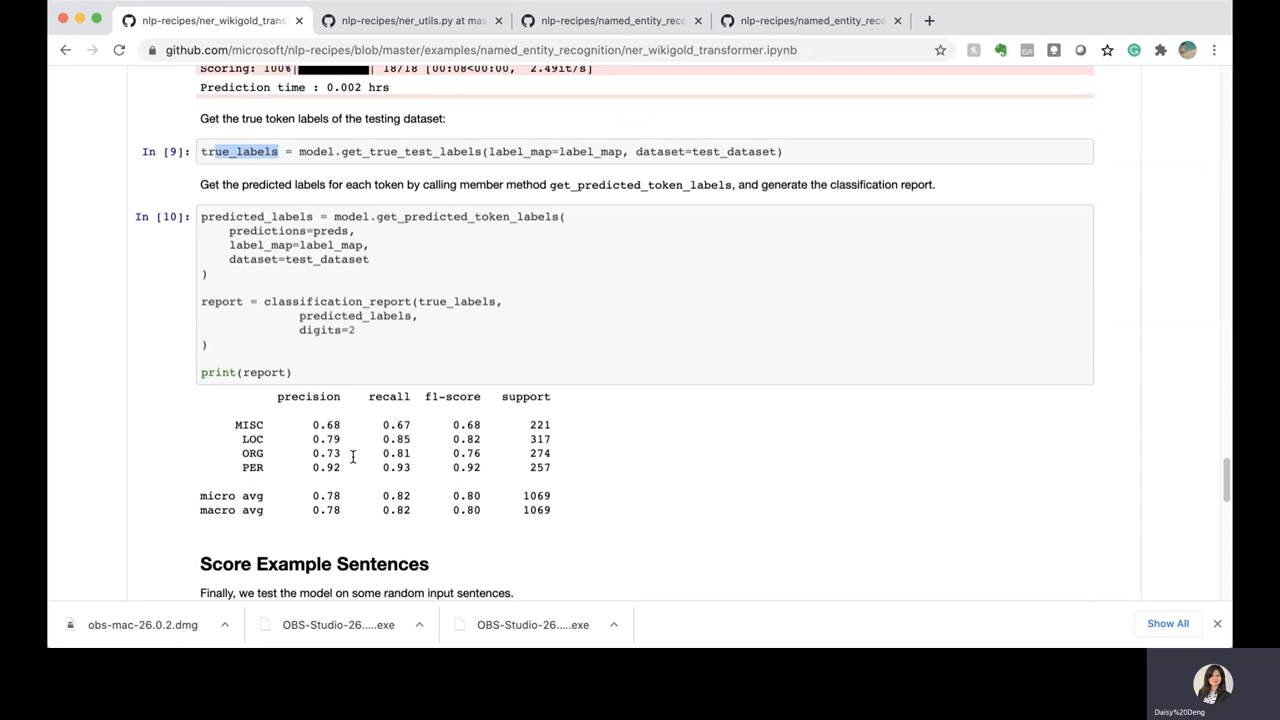 nlp-recipes/ner_wikigold_trans
nlp-recipes/ner_utils.py at mas
nlp-recipes/named_entity_reco
nlp-recipes/named_entity_reco
github.com/microsoft/nlp-recipes/blob/master/examples/named_entity_recognition/ner_wikigold_transformer.ipynb
Scoring: 100%| | 18/18 [00:08<00:00, 2.49it/s]
Prediction time : 0.002 hrs
Get the true token labels of the testing dataset:
In [9]: true_labels = model.get_true_test_labels(label_map=label_map, dataset=test_dataset)
Get the predicted labels for each token by calling member method get_predicted_token_labels, and generate the classification report.
In [10]: predicted_labels = model.get_predicted_token_labels(
predictions=preds,
label_map=label_map,
dataset=test_dataset
)
report = classification_report(true_labels,
predicted_labels,
digits=2
)
print(report)
precision recall f1-score support
MISC 0.68 0.67 0.68 221
LOC 0.79 0.85 0.82 317
ORG 0.73 0.81 0.76 274
PER 0.92 0.93 0.92 257
micro avg 0.78 0.82 0.80 1069
macro avg 0.78 0.82 0.80 1069
Score Example Sentences
Finally, we test the model on some random input sentences.
obs-mac-26.0.2.dmg
OBS-Studio-26.....exe
OBS-Studio-26.....exe
Show All
Daisy%20Deng